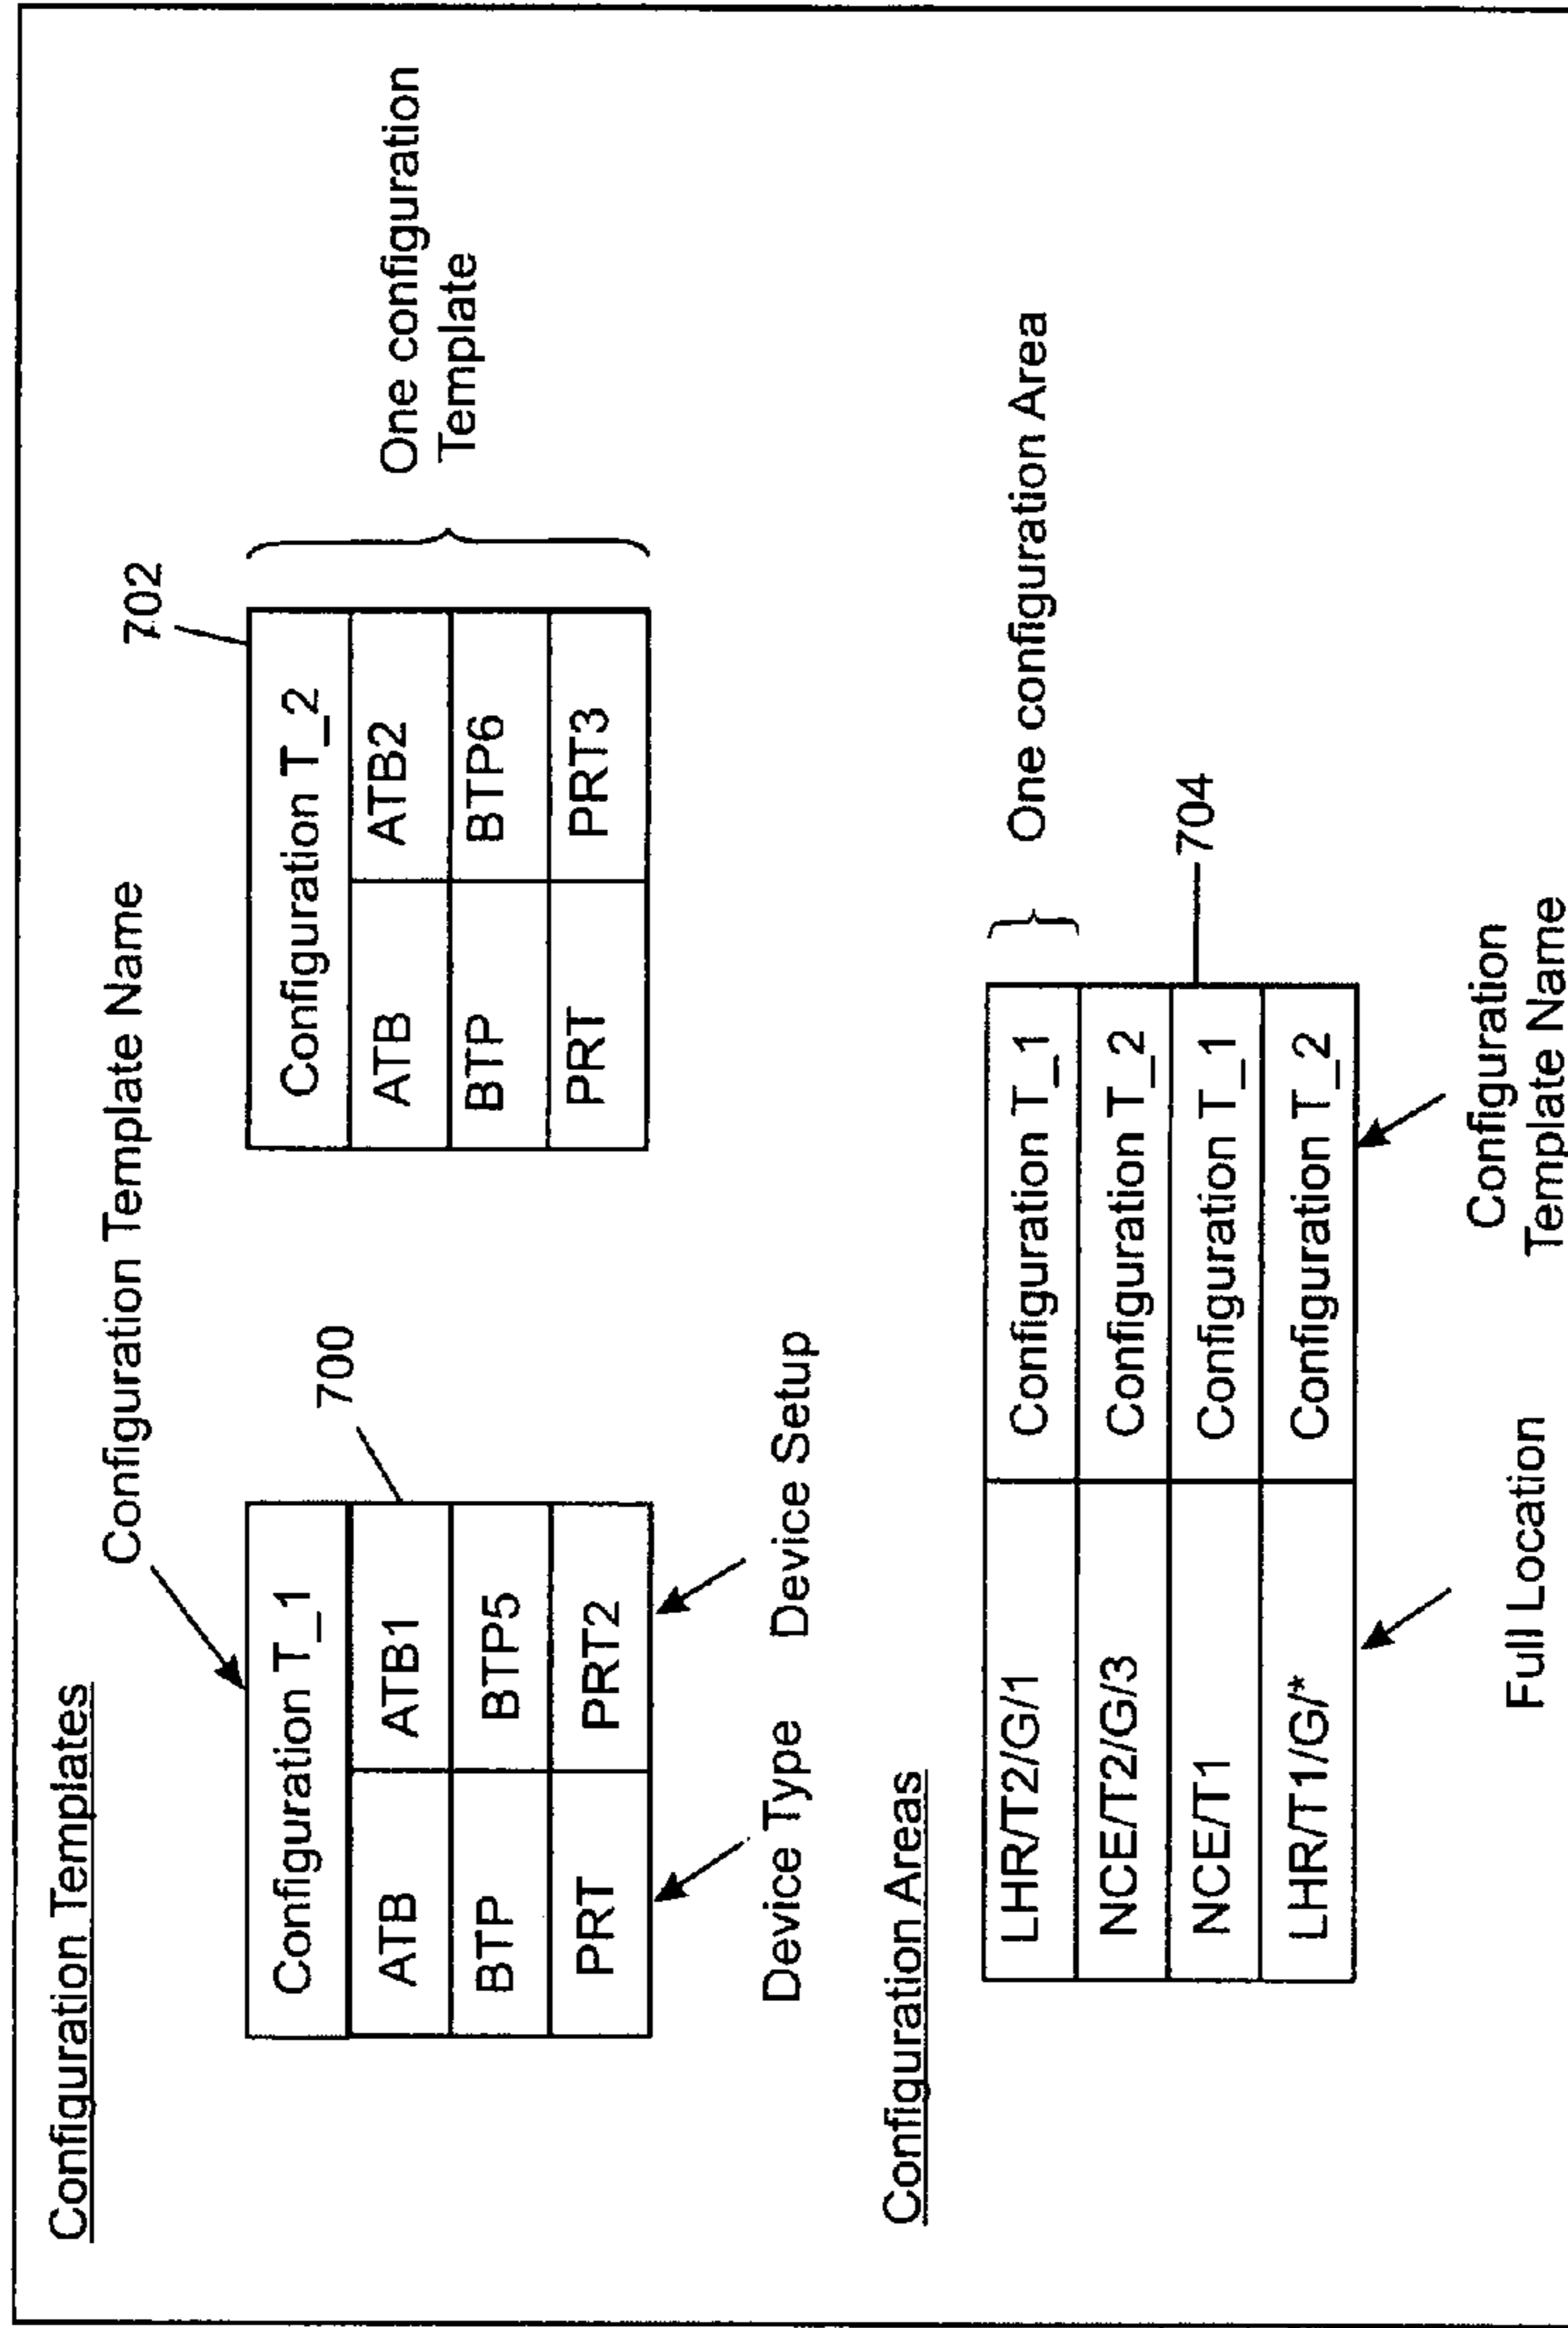 Configuration Templates
Configuration Template Name
700
702
Configuration T_1
ATB ATB1
BTP BTP5
PRT PRT2
Device Type Device Setup
Configuration T_2
ATB ATB2
BTP BTP6
PRT PRT3
One configuration
Template
Configuration Areas
One configuration Area
LHR/T2/G/1 Configuration T_1
NCE/T2/G/3 Configuration T_2
NCE/T1 Configuration T_1
LHR/T1/G/* Configuration T_2
704
Full Location
Configuration
Template Name